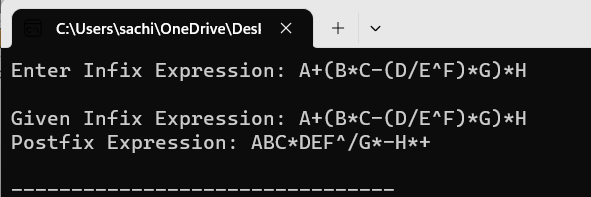 C:\Users\sachi\OneDrive\Desl
Enter Infix Expression: A+(B*C-(D/E^F)*G)*H
Given Infix Expression: A+(B*C-(D/E^F)*G)*H
Postfix Expression: ABC*DEF^/G*-H*+
--------------------------------